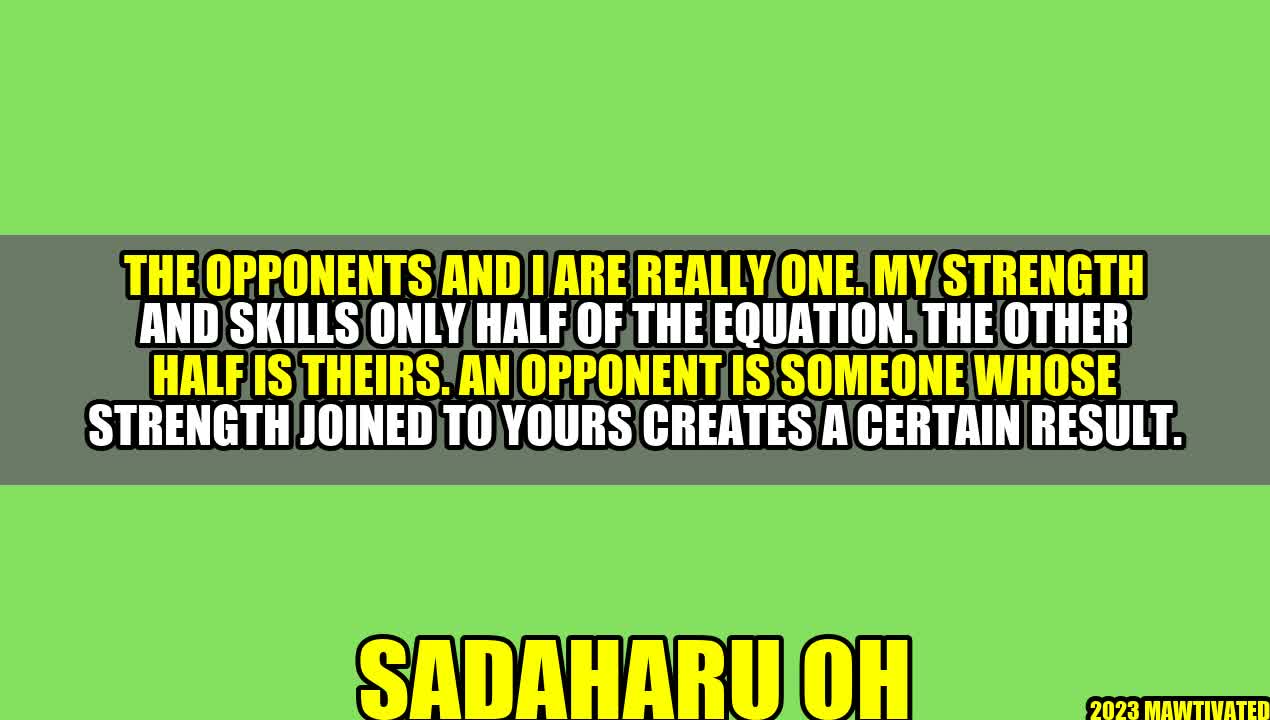 THE OPPONENTS AND I ARE REALLY ONE. MY STRENGTH
AND SKILLS ONLY HALF OF THE EQUATION. THE OTHER
HALF IS THEIRS. AN OPPONENT IS SOMEONE WHOSE
STRENGTH JOINED TO YOURS CREATES A CERTAIN RESULT.
SADAHARU OH
2023 MAWTIVATED